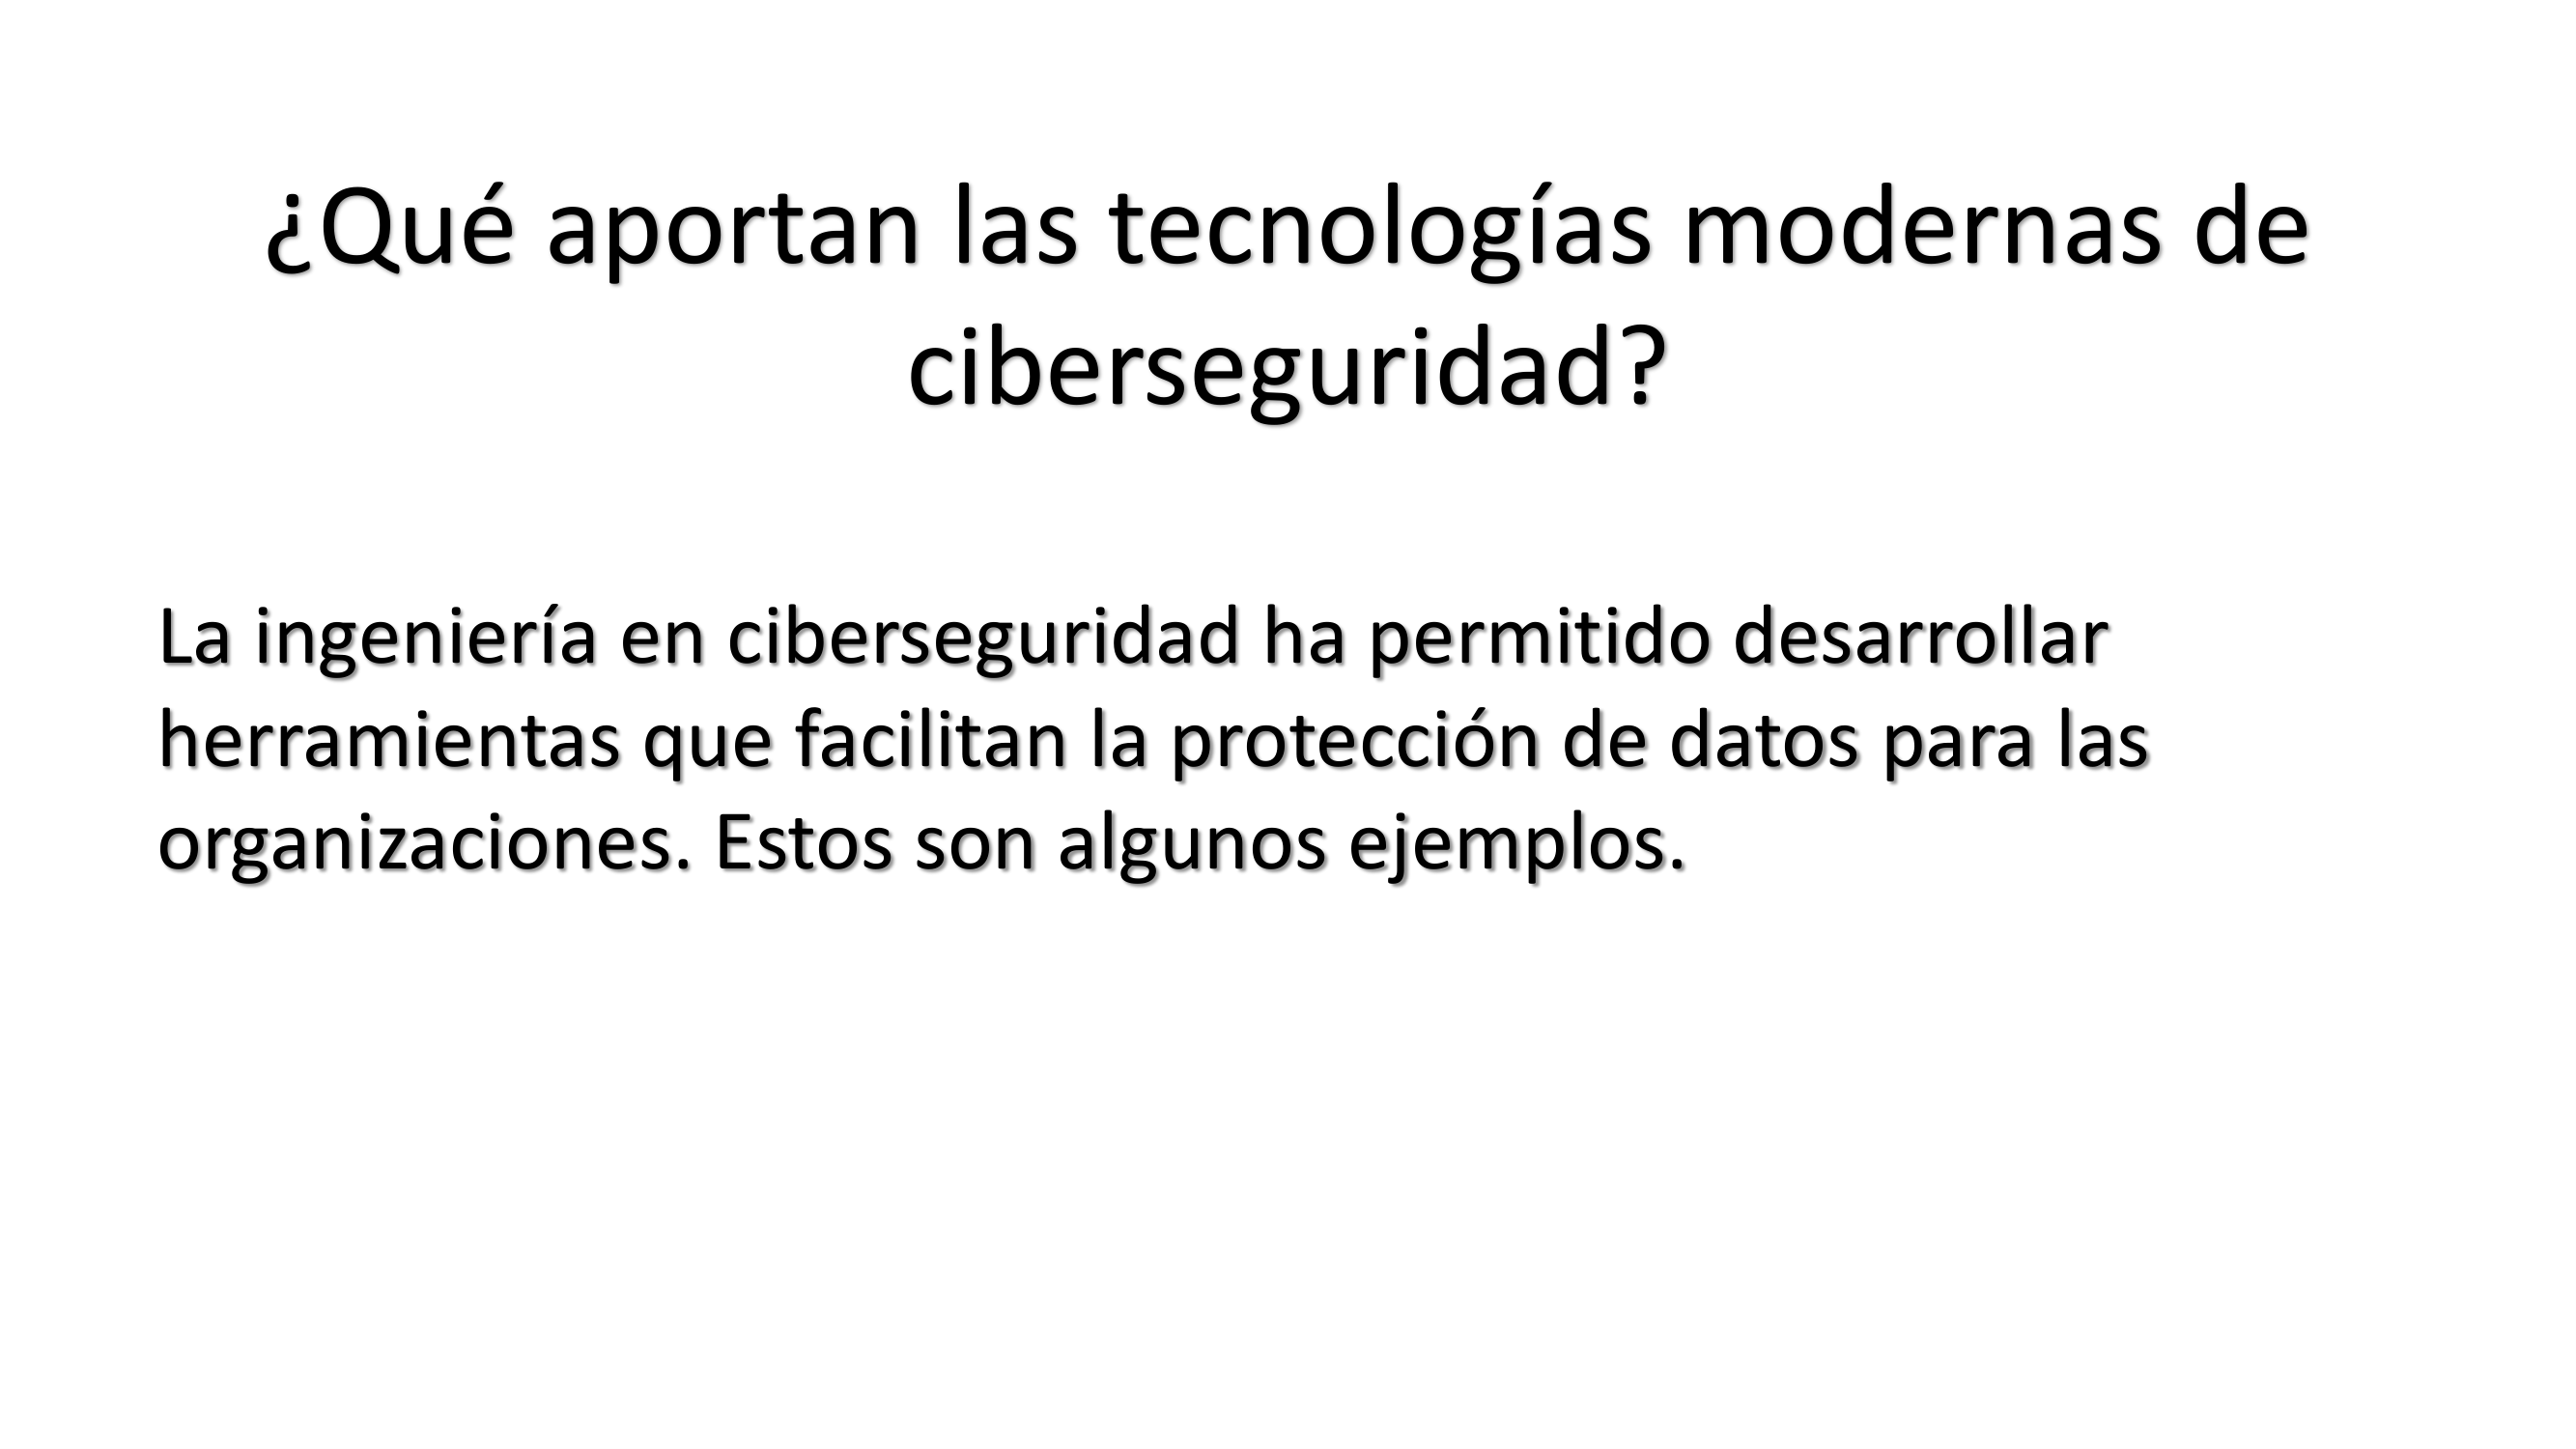 ¿Qué aportan las tecnologías modernas de
ciberseguridad?
La ingeniería en ciberseguridad ha permitido desarrollar
herramientas que facilitan la protección de datos para las
organizaciones. Estos son algunos ejemplos.